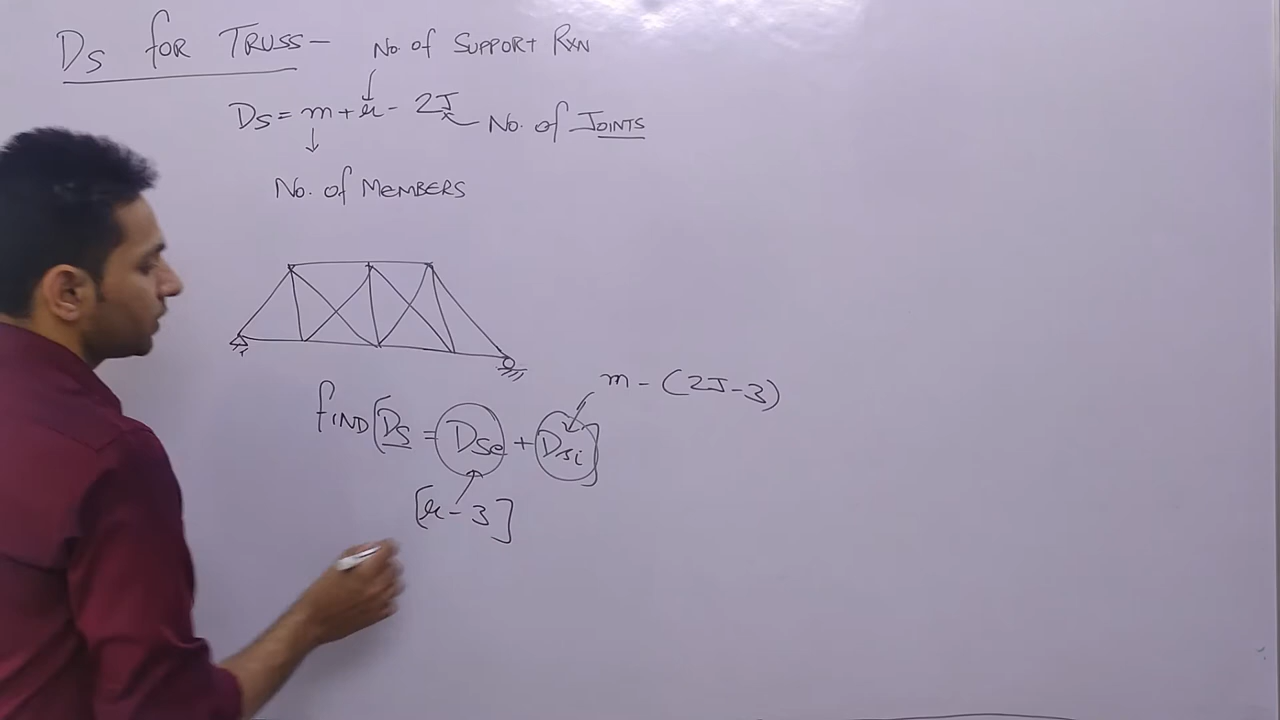 Ds for TRUSS –
No. of SUPPORT RXN
Ds = m + r - 2J
No. of JOINTS
No. of MEMBERS
m - (2J - 3)
FIND [Ds = Dse + Dsi]
[r - 3]